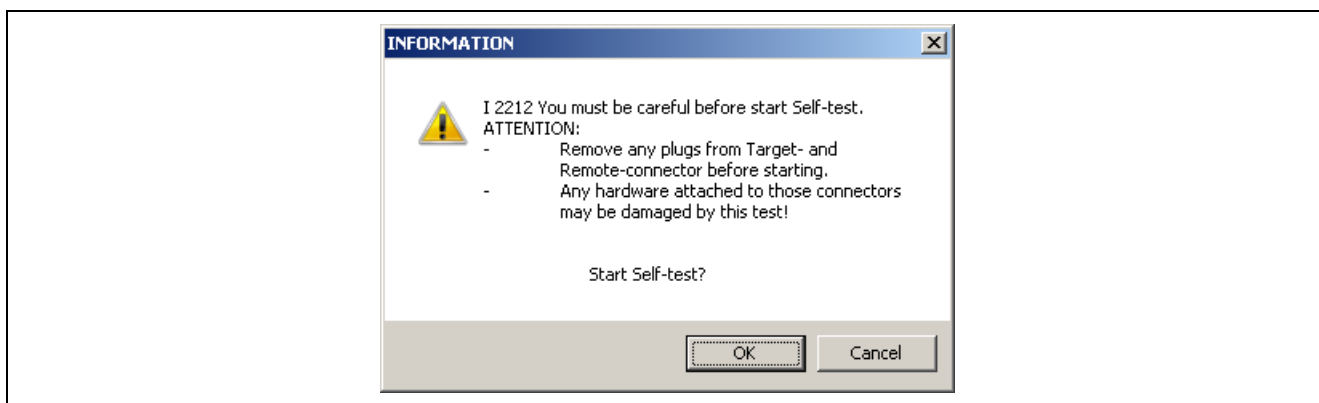 INFORMATION
I 2212 You must be careful before start Self-test.
ATTENTION:
- Remove any plugs from Target- and
Remote-connector before starting.
- Any hardware attached to those connectors
may be damaged by this test!
Start Self-test?
OK Cancel